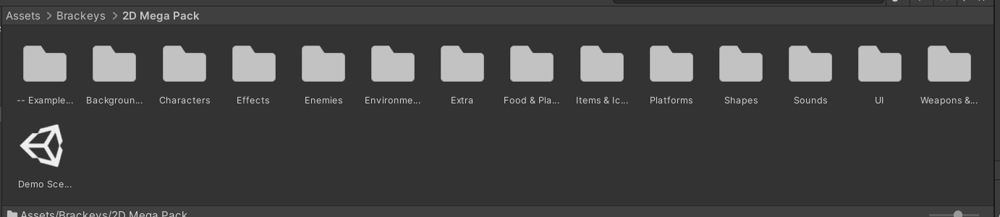 Assets > Brackeys > 2D Mega Pack
-- Example... Backgroun... Characters Effects Enemies Environme... Extra Food & Pla... Items & Ic... Platforms Shapes Sounds UI Weapons &...
Demo Sce...
Assets/Brackeys/2D Mega Pack